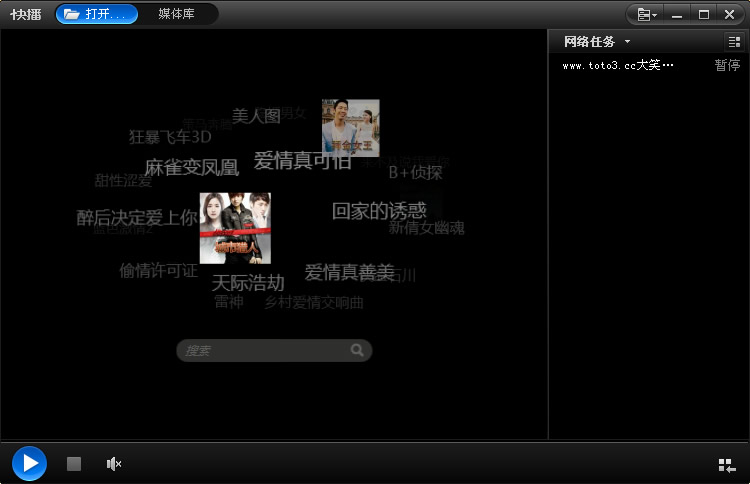 快播
打开...
媒体库
网络任务
www.toto3.cc大笑…
暂停
美人图
狂暴飞车3D
麻雀变凤凰
爱情真可怕
甜性涩爱
B+侦探
醉后决定爱上你
回家的诱惑
新倩女幽魂
城市猎人
偷情许可证
天际浩劫
爱情真善美
雷神
乡村爱情交响曲
搜索